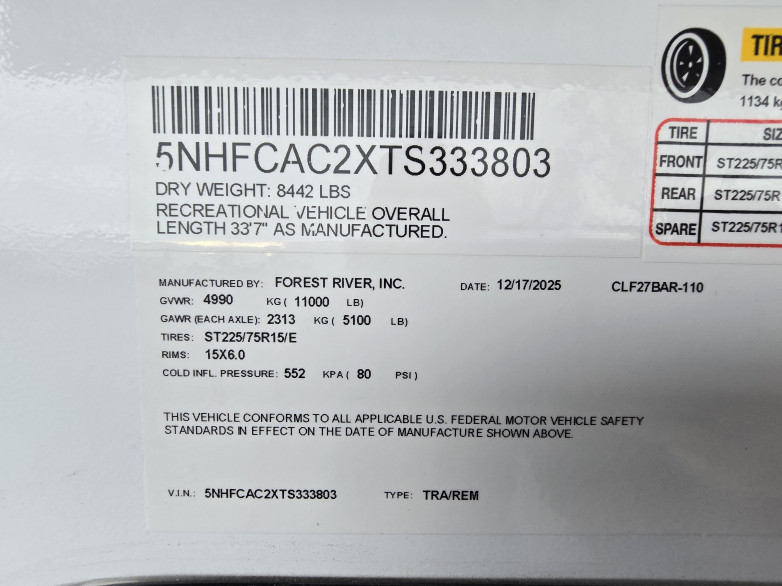 5NHFCAC2XTS333803
DRY WEIGHT: 8442 LBS
RECREATIONAL VEHICLE OVERALL
LENGTH 33'7" AS MANUFACTURED.
MANUFACTURED BY: FOREST RIVER, INC. DATE: 12/17/2025 CLF27BAR-110
GVWR: 4990 KG ( 11000 LB)
GAWR (EACH AXLE): 2313 KG ( 5100 LB)
TIRES: ST225/75R15/E
RIMS: 15X6.0
COLD INFL. PRESSURE: 552 KPA ( 80 PSI )
THIS VEHICLE CONFORMS TO ALL APPLICABLE U.S. FEDERAL MOTOR VEHICLE SAFETY
STANDARDS IN EFFECT ON THE DATE OF MANUFACTURE SHOWN ABOVE.
V.I.N.: 5NHFCAC2XTS333803 TYPE: TRA/REM
TIR
The co
1134 kg
TIRE SIZ
FRONT ST225/75R
REAR ST225/75R
SPARE ST225/75R1